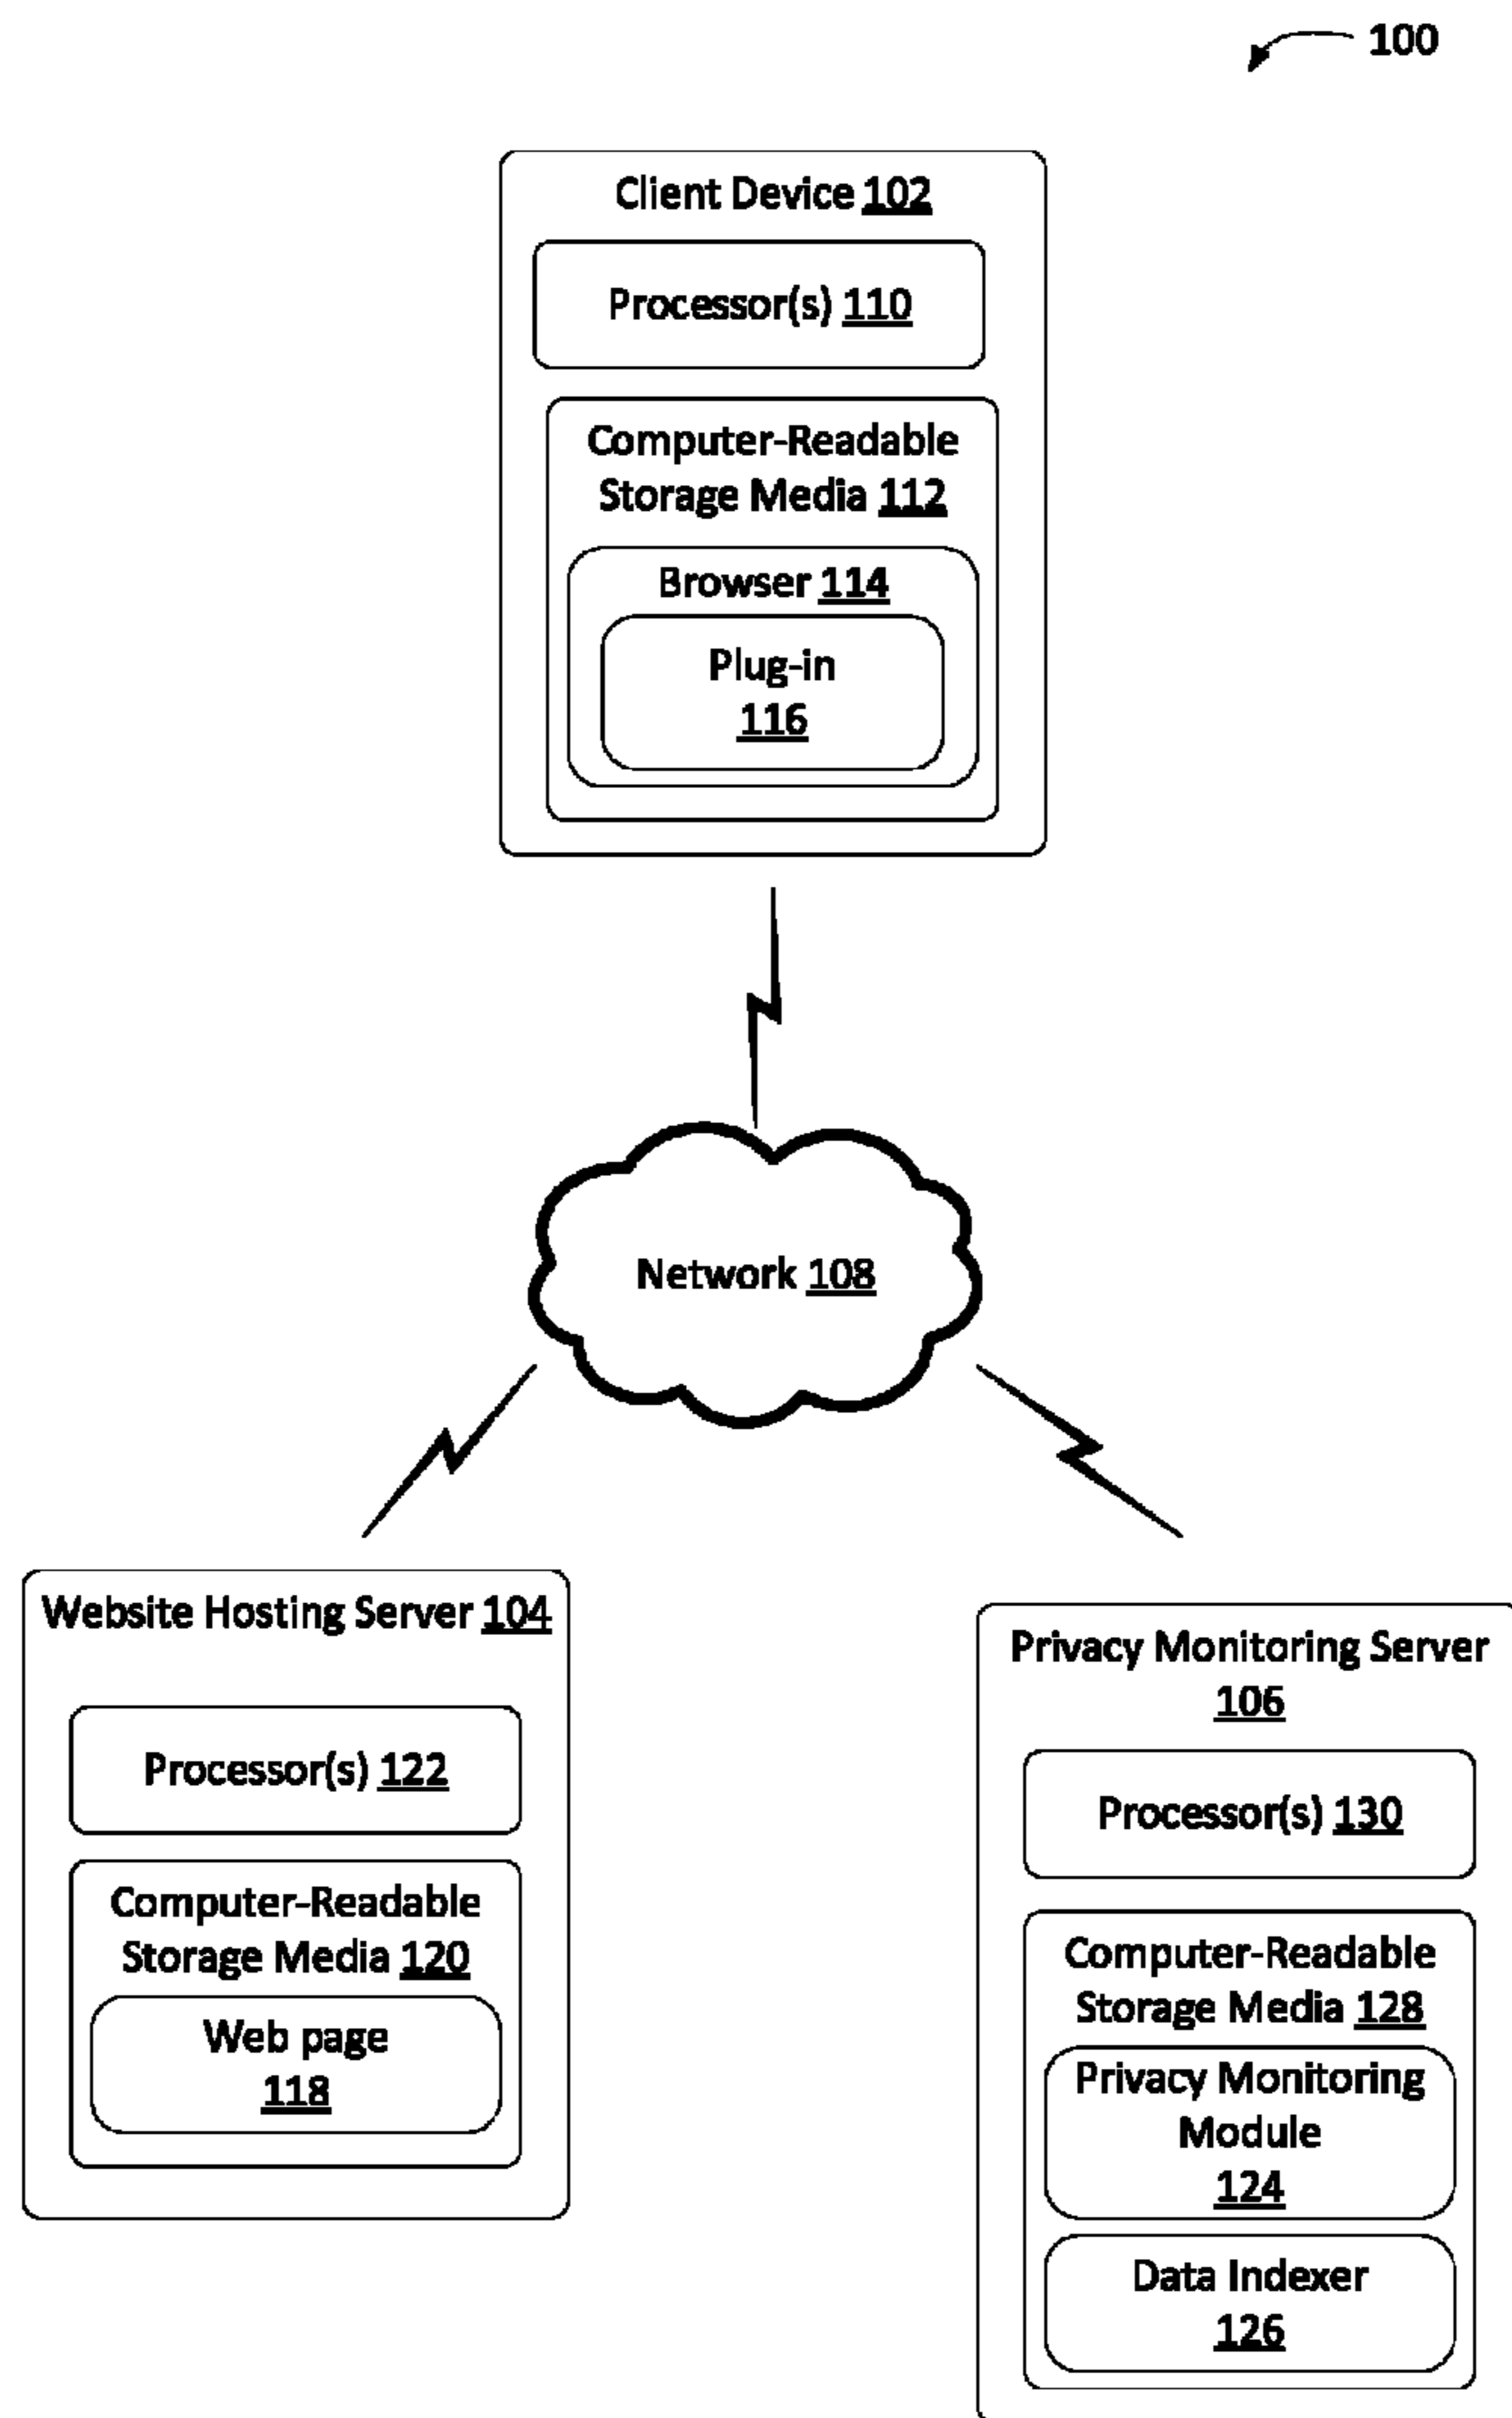 100
Client Device 102
Processor(s) 110
Computer-Readable
Storage Media 112
Browser 114
Plug-in
116
Network 108
Website Hosting Server 104
Processor(s) 122
Computer-Readable
Storage Media 120
Web page
118
Privacy Monitoring Server
106
Processor(s) 130
Computer-Readable
Storage Media 128
Privacy Monitoring
Module
124
Data Indexer
126